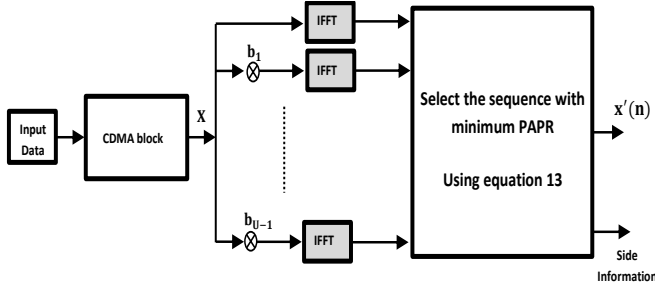 IFFT
b₁
IFFT
Input
Data
CDMA block
X
Select the sequence with
minimum PAPR
Using equation 13
x′(n)
b_{U−1}
IFFT
Side
Information